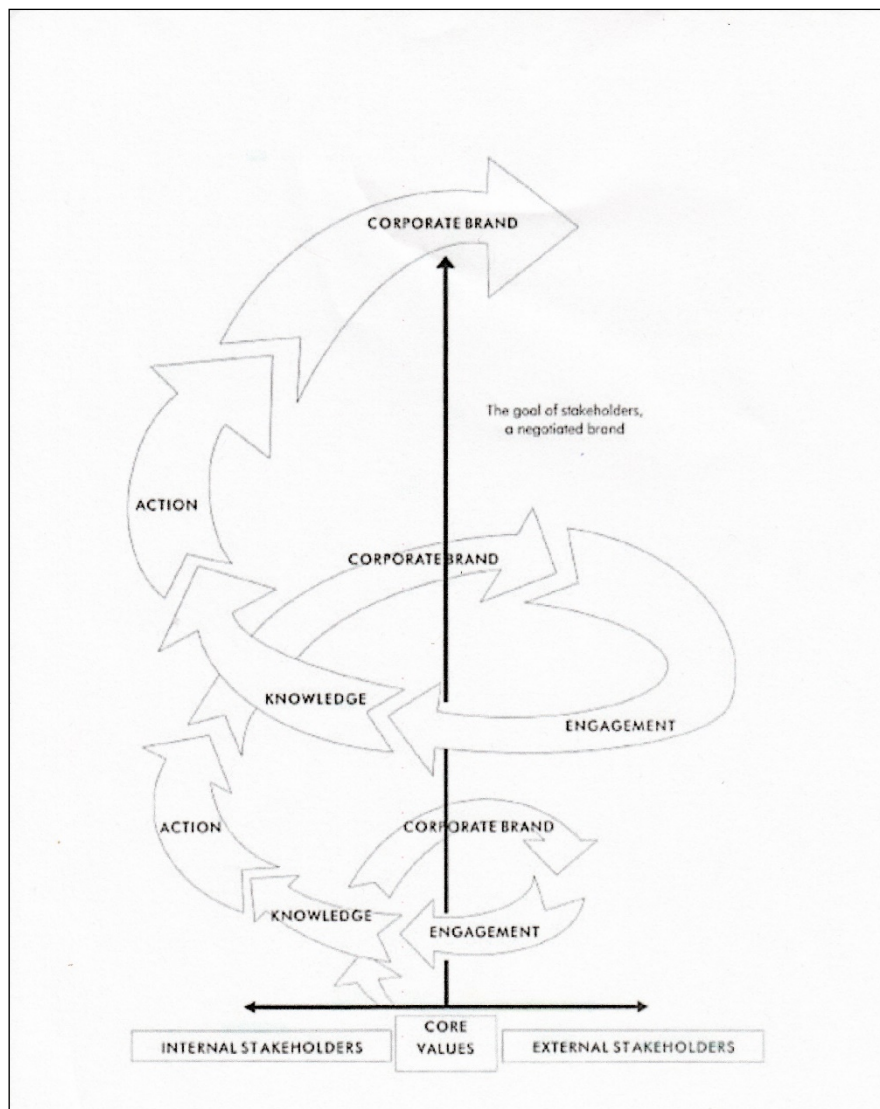 CORPORATE BRAND
The goal of stakeholders,
a negotiated brand
ACTION
CORPORATE BRAND
KNOWLEDGE
ENGAGEMENT
ACTION
CORPORATE BRAND
KNOWLEDGE
ENGAGEMENT
INTERNAL STAKEHOLDERS
CORE
VALUES
EXTERNAL STAKEHOLDERS